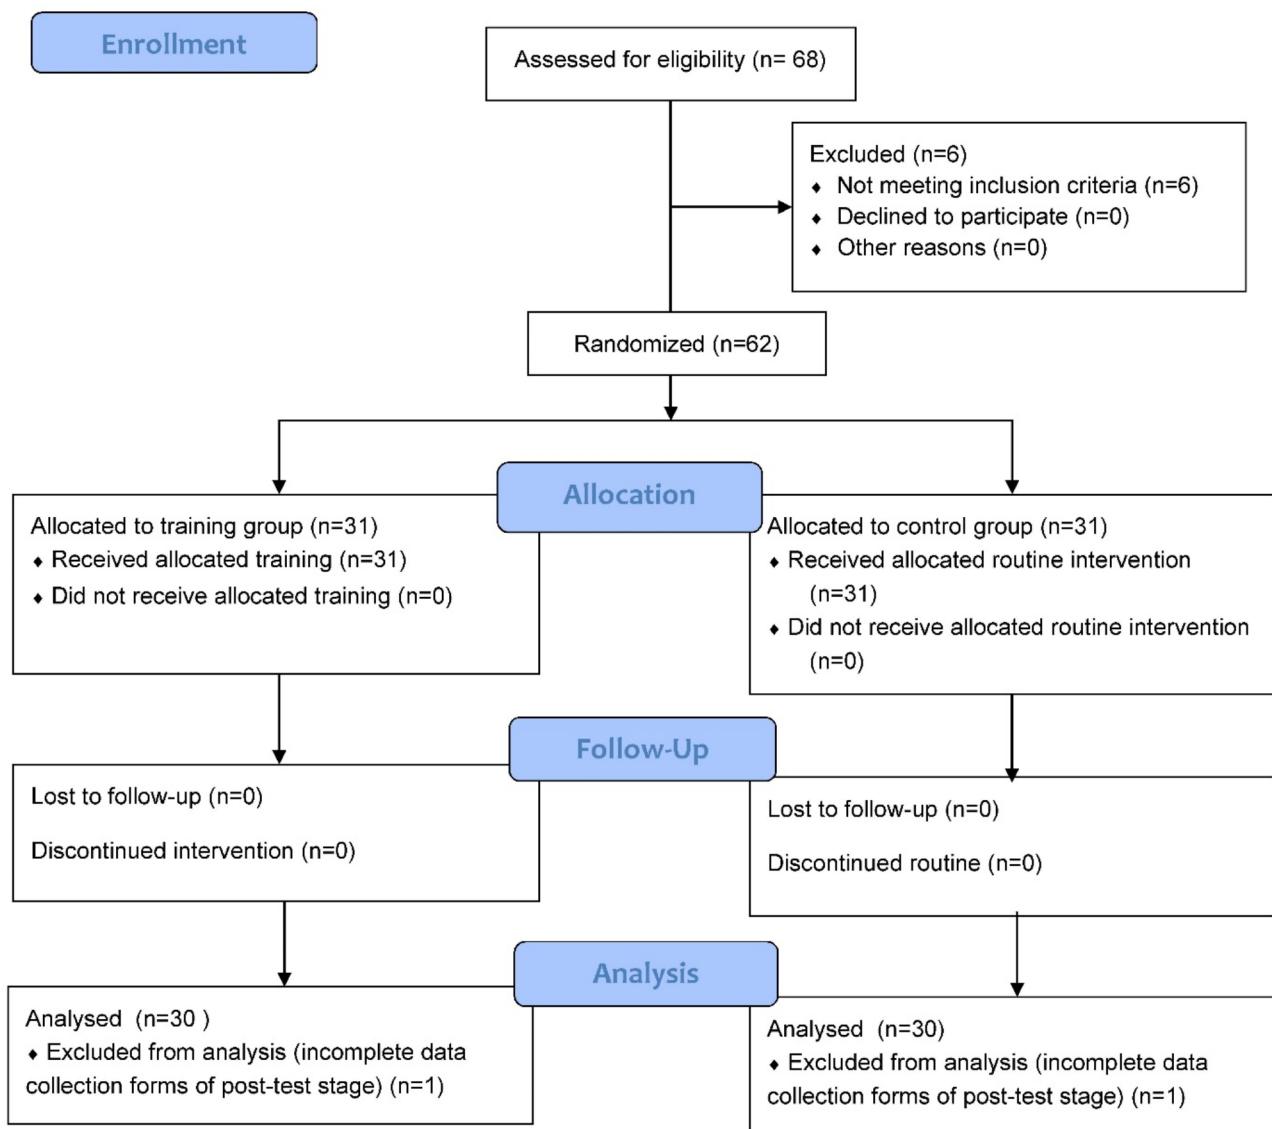 Enrollment
Assessed for eligibility (n= 68)
Excluded (n=6)
⬧ Not meeting inclusion criteria (n=6)
⬧ Declined to participate (n=0)
⬧ Other reasons (n=0)
Randomized (n=62)
Allocation
Allocated to training group (n=31)
⬧ Received allocated training (n=31)
⬧ Did not receive allocated training (n=0)
Allocated to control group (n=31)
⬧ Received allocated routine intervention
(n=31)
⬧ Did not receive allocated routine intervention
(n=0)
Follow-Up
Lost to follow-up (n=0)
Discontinued intervention (n=0)
Lost to follow-up (n=0)
Discontinued routine (n=0)
Analysis
Analysed (n=30 )
⬧ Excluded from analysis (incomplete data
collection forms of post-test stage) (n=1)
Analysed (n=30)
⬧ Excluded from analysis (incomplete data
collection forms of post-test stage) (n=1)